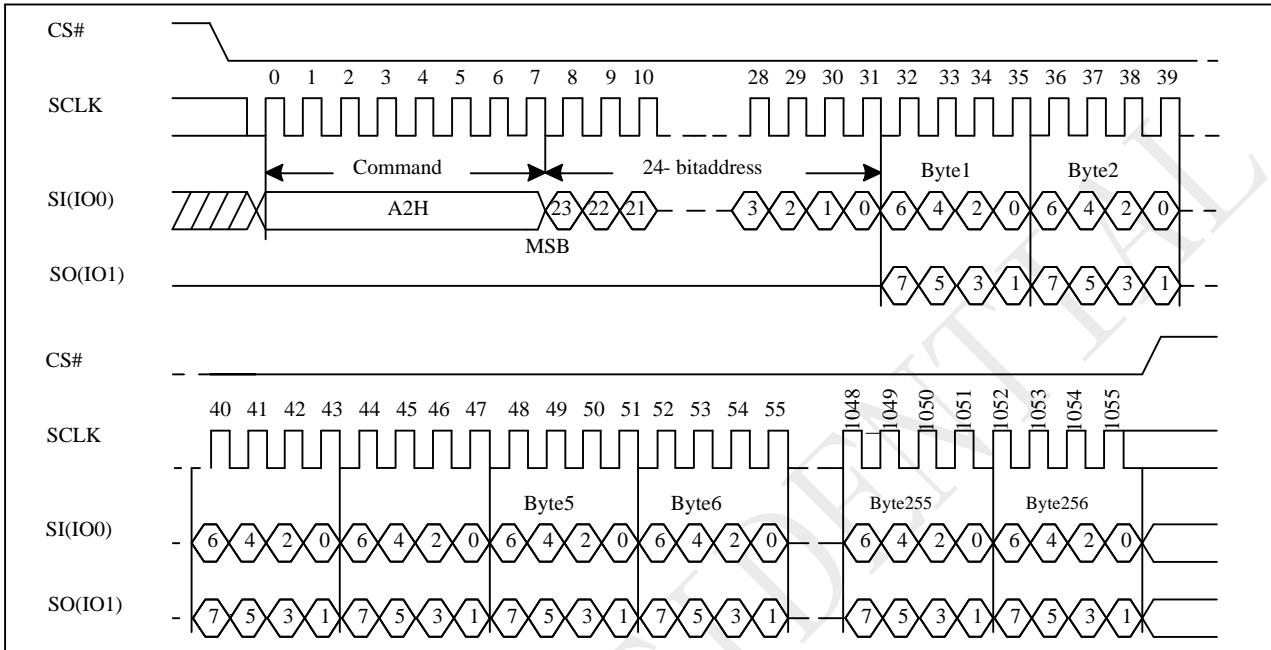 CS#
0 1 2 3 4 5 6 7 8 9 10 28 29 30 31 32 33 34 35 36 37 38 39
SCLK
Command 24- bitaddress Byte1 Byte2
SI(IO0) A2H 23 22 21 3 2 1 0 6 4 2 0 6 4 2 0
MSB
SO(IO1) 7 5 3 1 7 5 3 1
CS#
40 41 42 43 44 45 46 47 48 49 50 51 52 53 54 55 1048 1049 1050 1051 1052 1053 1054 1055
SCLK
Byte5 Byte6 Byte255 Byte256
SI(IO0) 6 4 2 0 6 4 2 0 6 4 2 0 6 4 2 0 6 4 2 0 6 4 2 0
SO(IO1) 7 5 3 1 7 5 3 1 7 5 3 1 7 5 3 1 7 5 3 1 7 5 3 1
IDENTIAL